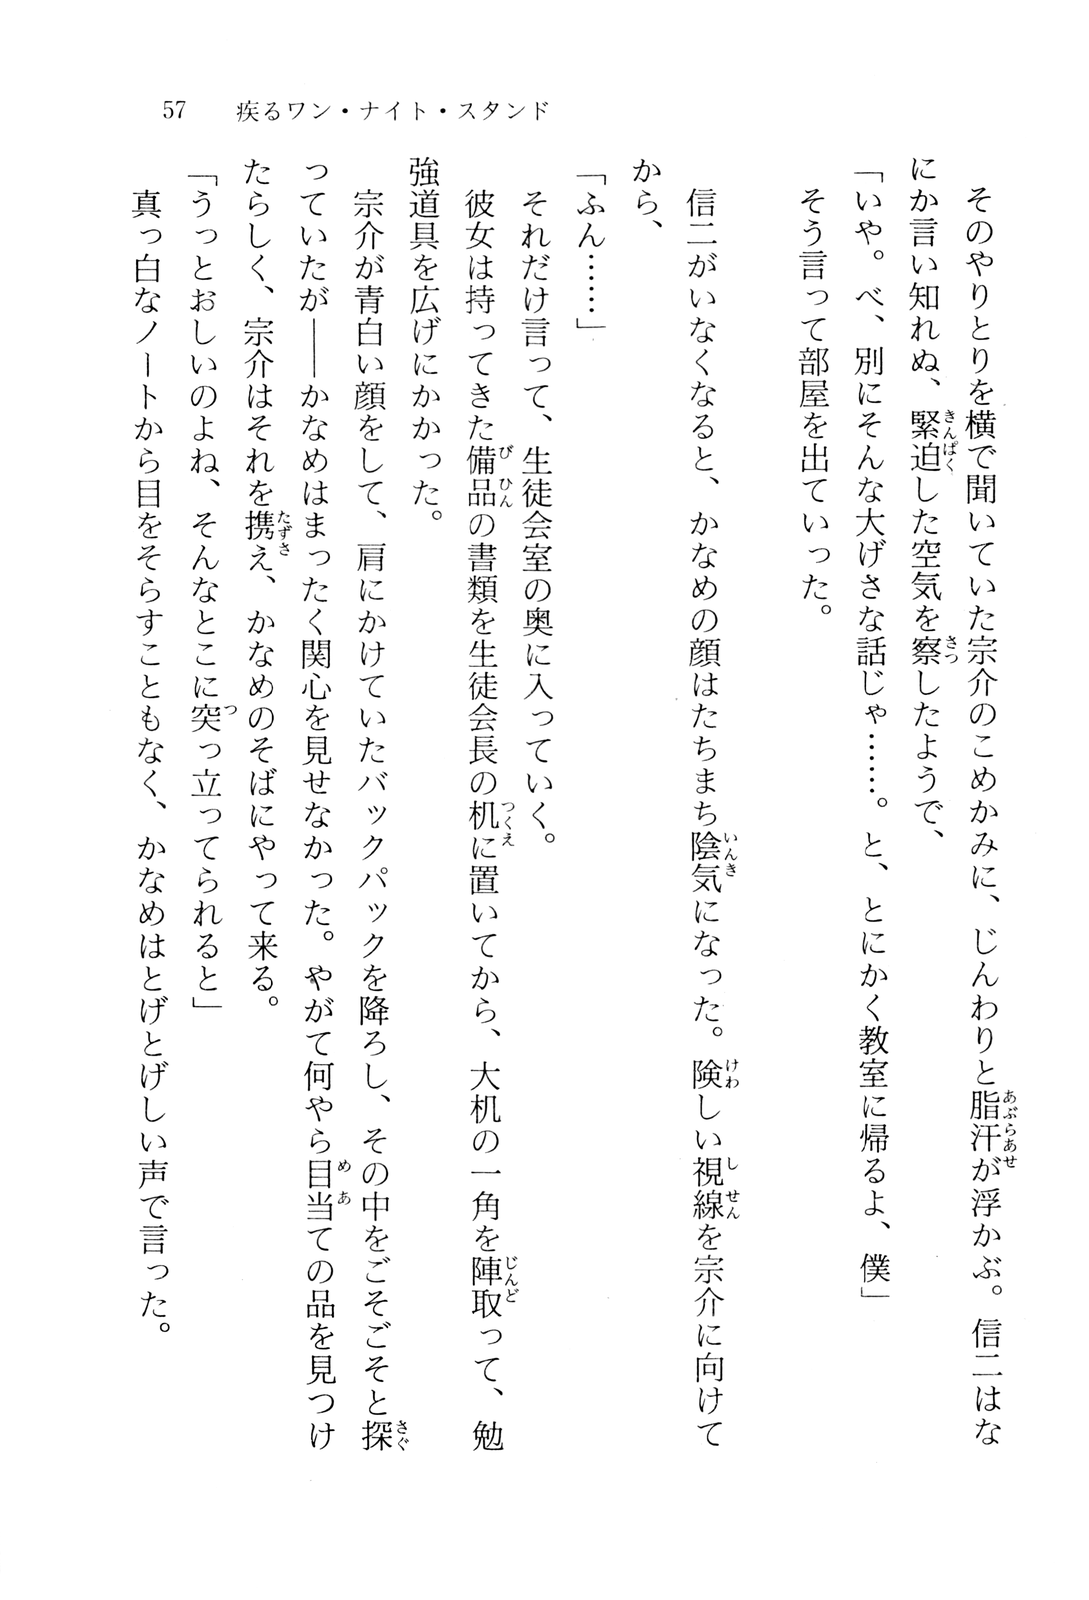 57　疾るワン・ナイト・スタンド
　そのやりとりを横で聞いていた宗介のこめかみに、じんわりと脂汗が浮かぶ。信二はな
にか言い知れぬ、緊迫した空気を察したようで、
「いや。べ、別にそんな大げさな話じゃ……。と、とにかく教室に帰るよ、僕」
　そう言って部屋を出ていった。
　信二がいなくなると、かなめの顔はたちまち陰気になった。険しい視線を宗介に向けて
から、
「ふん……」
　それだけ言って、生徒会室の奥に入っていく。
　彼女は持ってきた備品の書類を生徒会長の机に置いてから、大机の一角を陣取って、勉
強道具を広げにかかった。
　宗介が青白い顔をして、肩にかけていたバックパックを降ろし、その中をごそごそと探
っていたが――かなめはまったく関心を見せなかった。やがて何やら目当ての品を見つけ
たらしく、宗介はそれを携え、かなめのそばにやって来る。
「うっとおしいのよね、そんなとこに突っ立ってられると」
　真っ白なノートから目をそらすこともなく、かなめはとげとげしい声で言った。